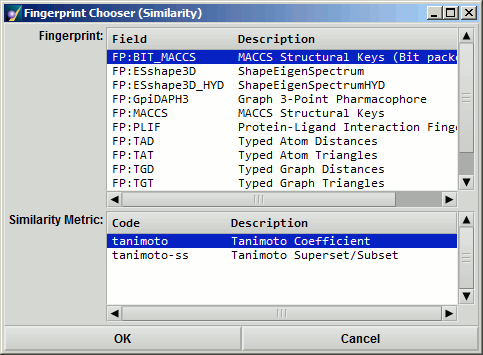 Fingerprint Chooser (Similarity)
Fingerprint:
Field Description
FP:BIT_MACCS MACCS Structural Keys (Bit packe
FP:ESshape3D ShapeEigenSpectrum
FP:ESshape3D_HYD ShapeEigenSpectrumHYD
FP:GpiDAPH3 Graph 3-Point Pharmacophore
FP:MACCS MACCS Structural Keys
FP:PLIF Protein-Ligand Interaction Finge
FP:TAD Typed Atom Distances
FP:TAT Typed Atom Triangles
FP:TGD Typed Graph Distances
FP:TGT Typed Graph Triangles
Similarity Metric:
Code Description
tanimoto Tanimoto Coefficient
tanimoto-ss Tanimoto Superset/Subset
OK Cancel